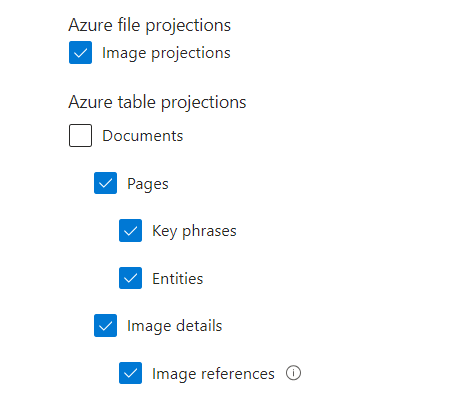 Azure file projections
Image projections
Azure table projections
Documents
Pages
Key phrases
Entities
Image details
Image references